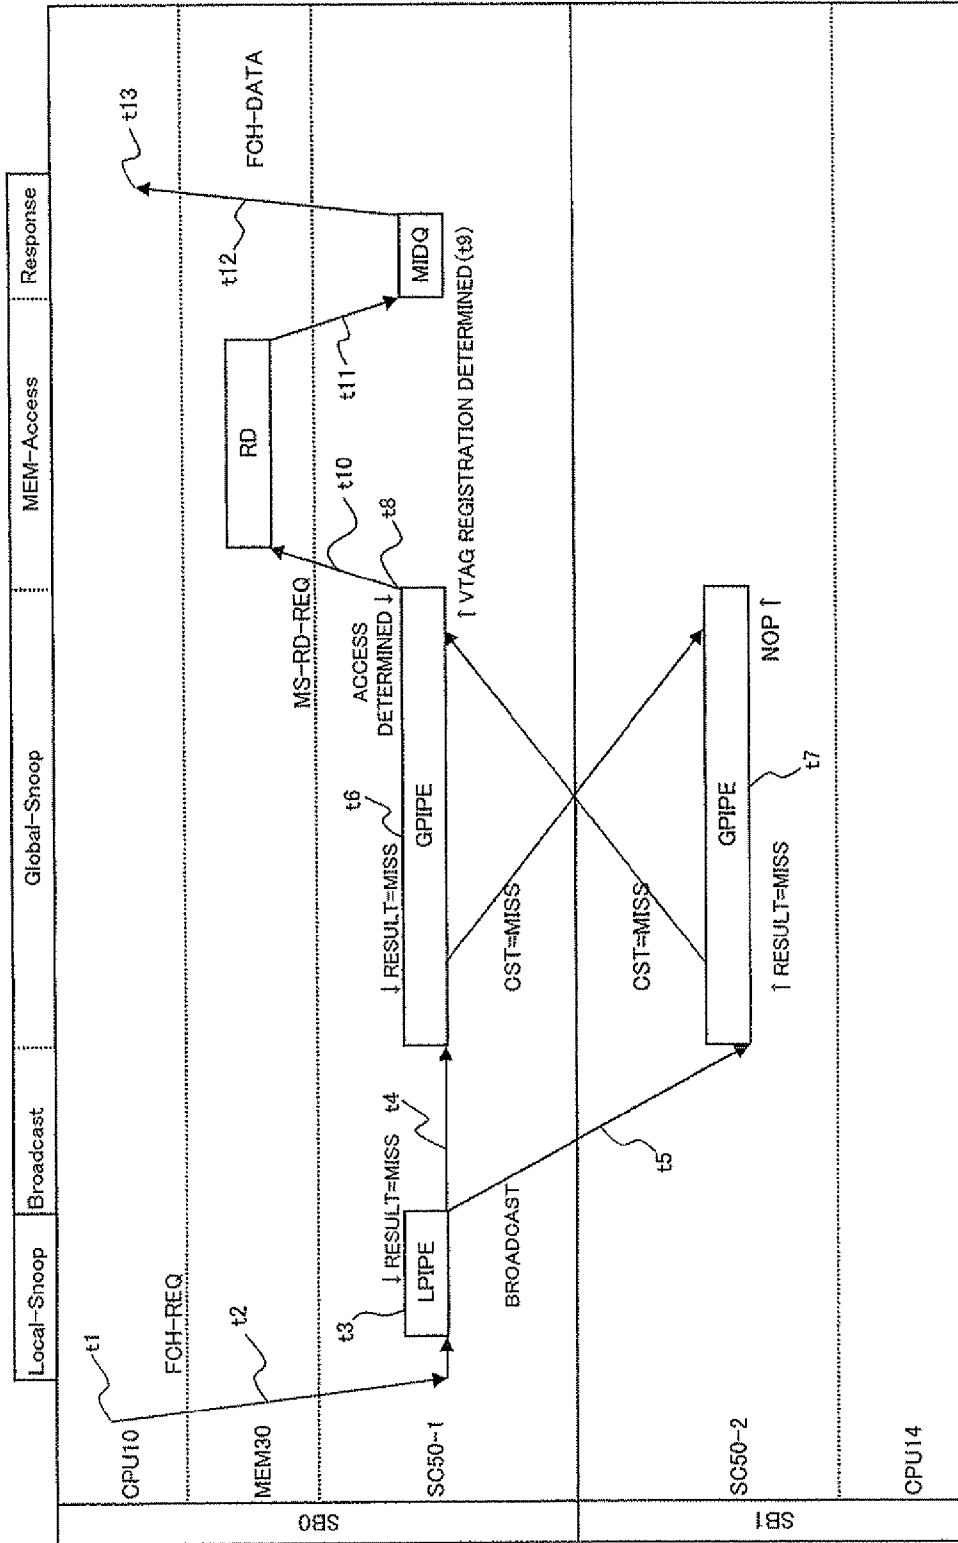 Local-Snoop
Broadcast
Global-Snoop
MEM-Access
Response
SB0
CPU10
t1
FCH-REQ
t13
MEM30
t2
MS-RD-REQ
RD
t10
t11
t12
FCH-DATA
SC50-1
t3
LPIPE
↓RESULT=MISS
t4
↓RESULT=MISS
t6
GPIPE
ACCESS
DETERMINED↓
t8
MIDQ
↑VTAG REGISTRATION DETERMINED(t9)
BROADCAST
CST=MISS
SB1
SC50-2
t5
CST=MISS
GPIPE
↑RESULT=MISS
t7
NOP↑
CPU14